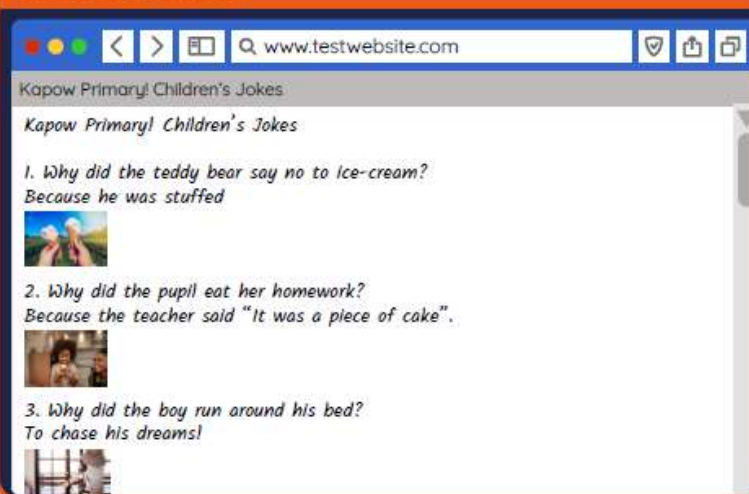 www.testwebsite.com
Kapow Primary! Children's Jokes
Kapow Primary! Children's Jokes
1. Why did the teddy bear say no to ice-cream?
Because he was stuffed
2. Why did the pupil eat her homework?
Because the teacher said "It was a piece of cake".
3. Why did the boy run around his bed?
To chase his dreams!